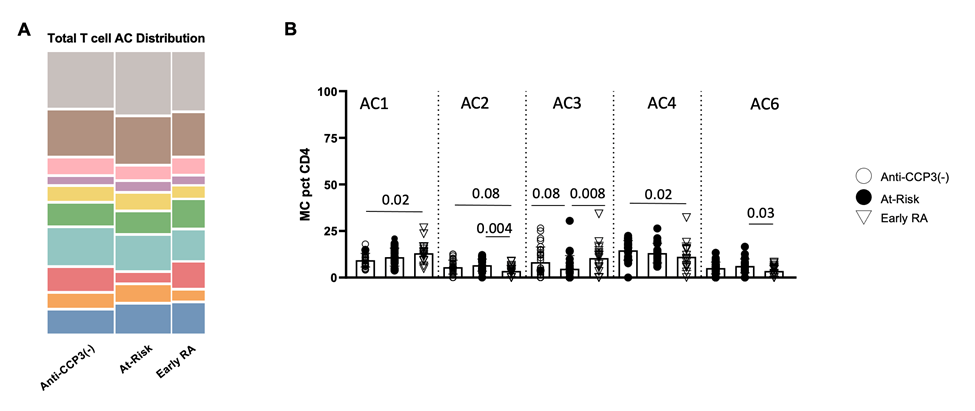 A
Total T cell AC Distribution
Anti-CCP3(-)
At-Risk
Early RA
B
MC pct CD4
100
75
50
25
0
AC1
AC2
AC3
AC4
AC6
0.02
0.08
0.004
0.08
0.008
0.02
0.03
Anti-CCP3(-)
At-Risk
Early RA